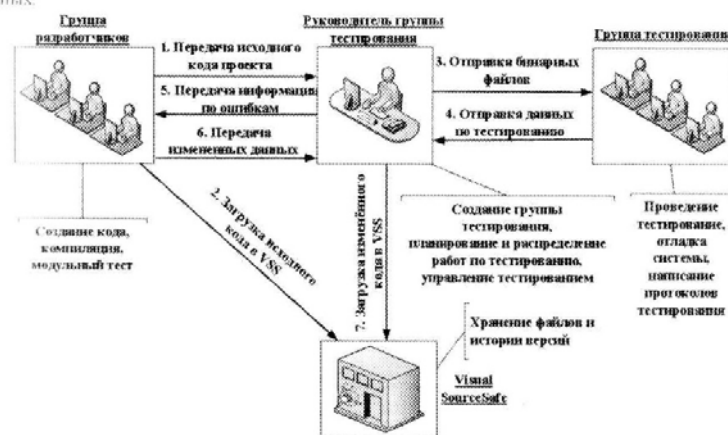 Группа
разработчиков
Руководитель группы
тестирования
Группа тестирования
1. Передача исходного
кода проекта
3. Отправка бинарных
файлов
5. Передача информации
по ошибкам
4. Отправка данных
по тестированию
6. Передача
измененных данных
2. Загрузка исходного
кода в VSS
7. Загрузка изменённого
кода в VSS
Создание кода,
компиляция,
модульный тест
Создание группы
тестирования,
планирование и распределение
работ по тестированию,
управление тестированием
Проведение
тестирование,
отладка
системы,
написание
протоколов
тестирования
Хранение файлов и
истории версий
Visual
SourceSafe